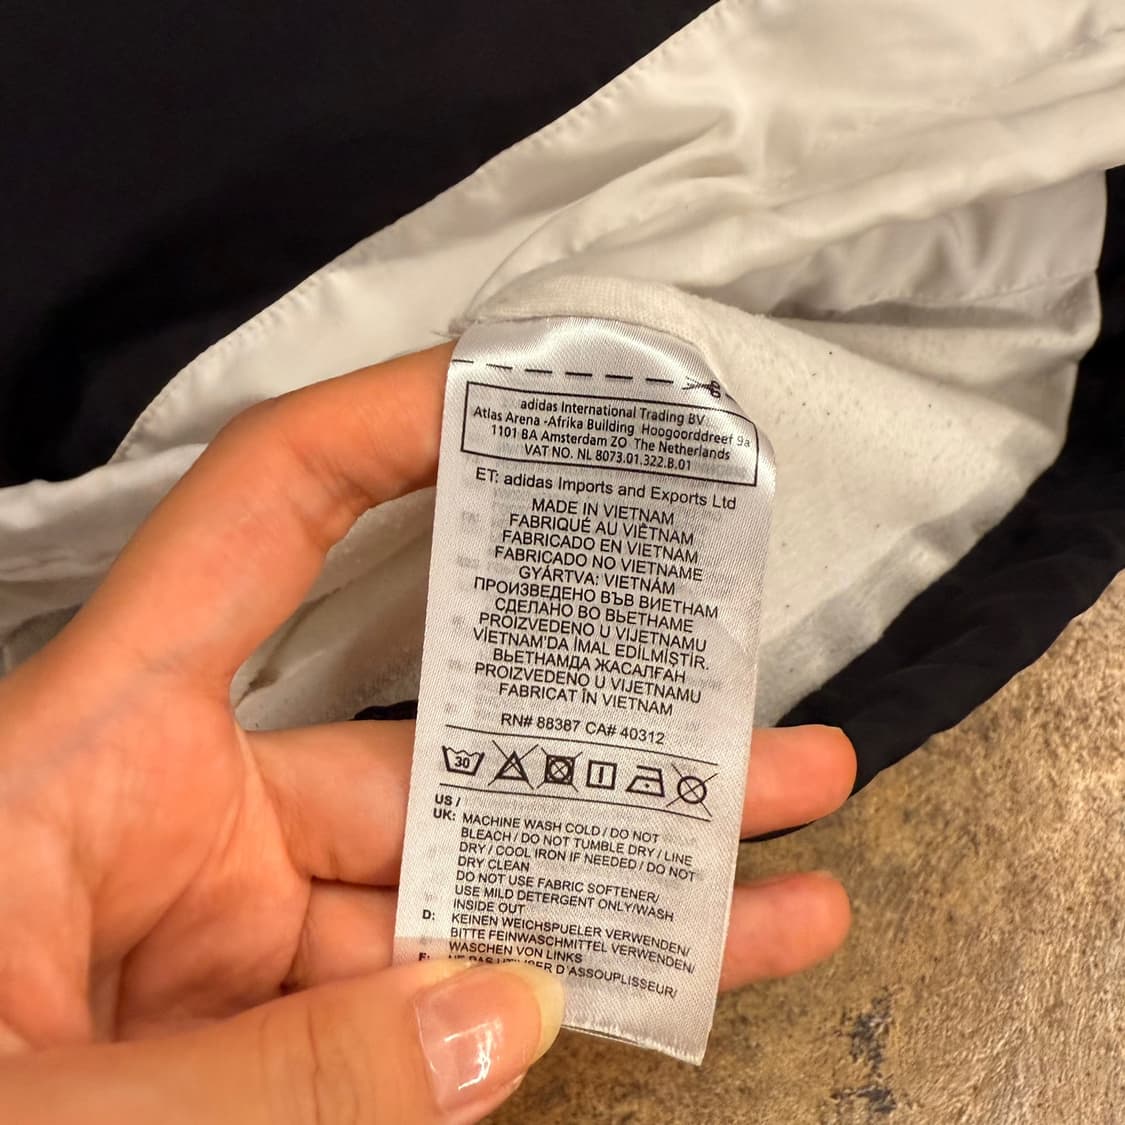 adidas International Trading BV
Atlas Arena -Afrika Building Hoogoorddreef 9a
1101 BA Amsterdam ZO The Netherlands
VAT NO. NL 8073.01.322.B.01
ET: adidas Imports and Exports Ltd
MADE IN VIETNAM
FABRIQUÉ AU VIÊTNAM
FABRICADO EN VIETNAM
FABRICADO NO VIETNAME
GYÁRTVA: VIETNÁM
ПРОИЗВЕДЕНО ВЪВ ВИЕТНАМ
СДЕЛАНО ВО ВЬЕТНАМЕ
PROIZVEDENO U VIJETNAMU
VİETNAM'DA İMAL EDİLMİŞTİR.
ВЬЕТНАМДА ЖАСАЛҒАН
PROIZVEDENO U VIJETNAMU
FABRICAT ÎN VIETNAM
RN# 88387 CA# 40312
30
US /
UK: MACHINE WASH COLD / DO NOT
BLEACH / DO NOT TUMBLE DRY / LINE
DRY / COOL IRON IF NEEDED / DO NOT
DRY CLEAN
DO NOT USE FABRIC SOFTENER/
USE MILD DETERGENT ONLY/WASH
INSIDE OUT
D: KEINEN WEICHSPUELER VERWENDEN/
BITTE FEINWASCHMITTEL VERWENDEN/
WASCHEN VON LINKS
F: NE PAS UTILISER D'ASSOUPLISSEUR/